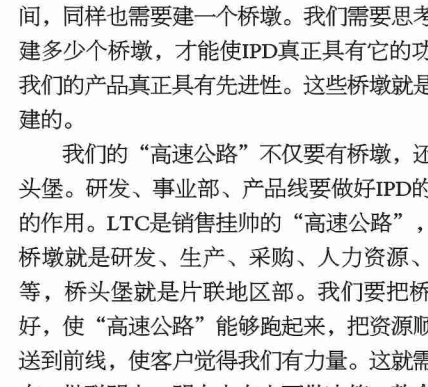 间，同样也需要建一个桥墩。我们需要思考
建多少个桥墩，才能使IPD真正具有它的功
我们的产品真正具有先进性。这些桥墩就是
建的。
我们的“高速公路”不仅要有桥墩，还
头堡。研发、事业部、产品线要做好IPD的
的作用。LTC是销售挂帅的“高速公路”，
桥墩就是研发、生产、采购、人力资源、
等，桥头堡就是片联地区部。我们要把桥
好，使“高速公路”能够跑起来，把资源顺
送到前线，使客户觉得我们有力量。这就需